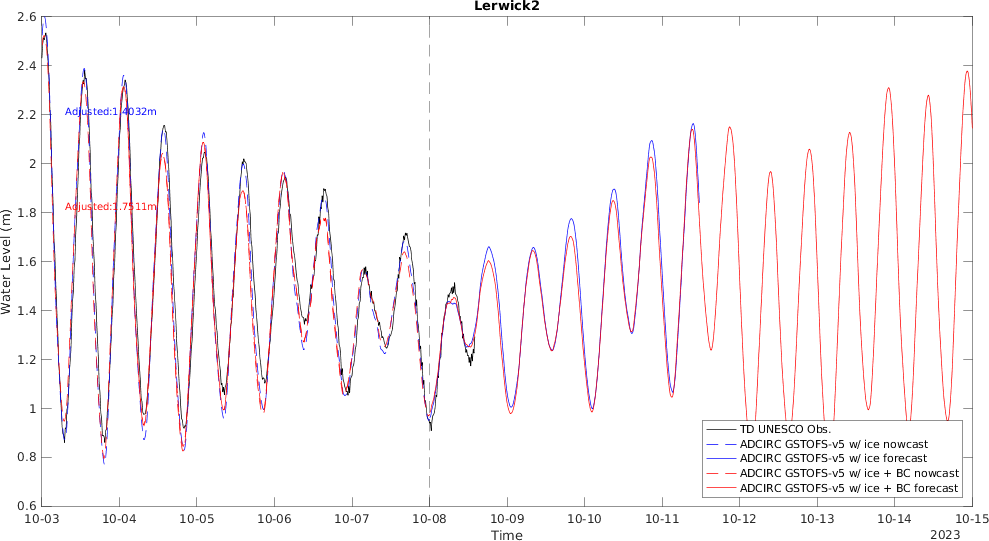 Lerwick2
2.6
2.4
2.2
2
1.8
1.6
1.4
1.2
1
0.8
0.6
Water Level (m)
Adjusted:1.4032m
Adjusted:1.7511m
TD UNESCO Obs.
ADCIRC GSTOFS-v5 w/ ice nowcast
ADCIRC GSTOFS-v5 w/ ice forecast
ADCIRC GSTOFS-v5 w/ ice + BC nowcast
ADCIRC GSTOFS-v5 w/ ice + BC forecast
10-03 10-04 10-05 10-06 10-07 10-08 10-09 10-10 10-11 10-12 10-13 10-14 10-15
Time
2023